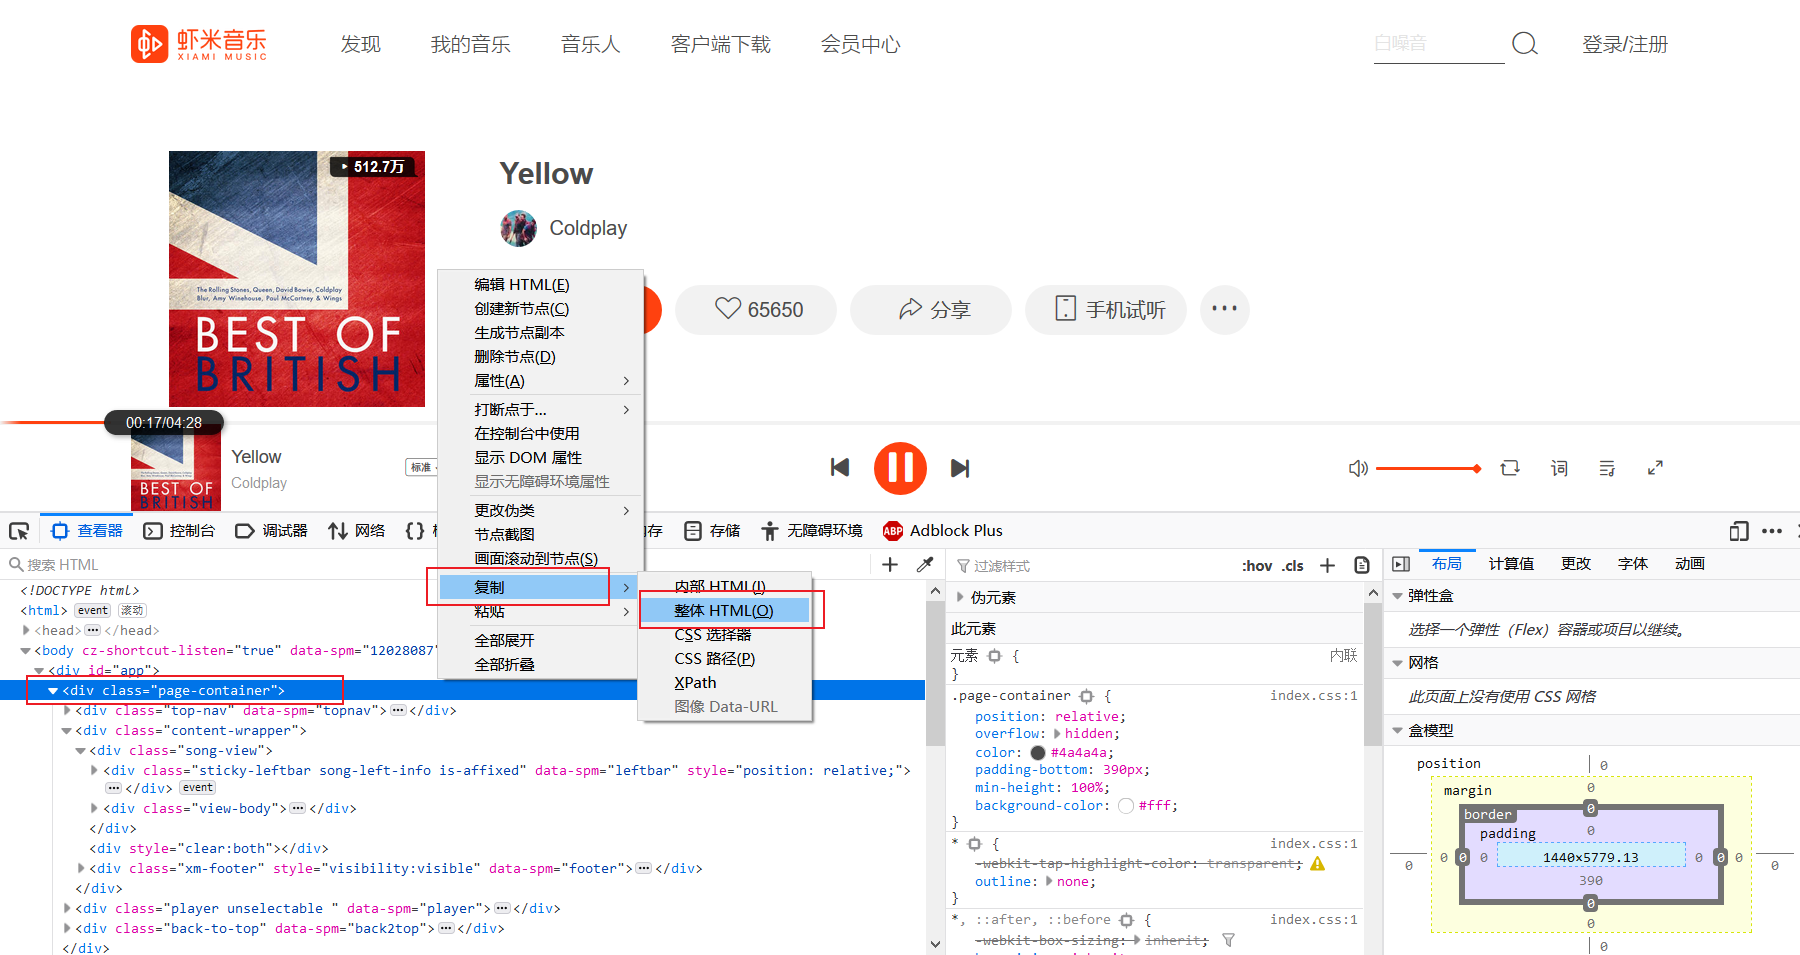 虾米音乐
XIAMI MUSIC
发现
我的音乐
音乐人
客户端下载
会员中心
白噪音
登录/注册
512.7万
The Rolling Stones, Queen, David Bowie, Coldplay
Blur, Amy Winehouse, Paul McCartney & Wings
BEST OF
BRITISH
Yellow
Coldplay
65650
分享
手机试听
00:17/04:28
BEST OF
BRITISH
Yellow
Coldplay
标准
词
编辑 HTML(E)
创建新节点(C)
生成节点副本
删除节点(D)
属性(A)
打断点于...
在控制台中使用
显示 DOM 属性
显示无障碍环境属性
更改伪类
节点截图
画面滚动到节点(S)
复制
粘贴
全部展开
全部折叠
内部 HTML(I)
整体 HTML(O)
CSS 选择器
CSS 路径(P)
XPath
图像 Data-URL
查看器
控制台
调试器
网络
存
存储
无障碍环境
ABP
Adblock Plus
搜索 HTML
<!DOCTYPE html>
<html> event 滚动
<head> ••• </head>
<body cz-shortcut-listen="true" data-spm="12028087"
<div id="app">
<div class="page-container">
<div class="top-nav" data-spm="topnav"> ••• </div>
<div class="content-wrapper">
<div class="song-view">
<div class="sticky-leftbar song-left-info is-affixed" data-spm="leftbar" style="position: relative;">
••• </div> event
<div class="view-body"> ••• </div>
</div>
<div style="clear:both"></div>
<div class="xm-footer" style="visibility:visible" data-spm="footer"> ••• </div>
</div>
<div class="player unselectable " data-spm="player"> ••• </div>
<div class="back-to-top" data-spm="back2top"> ••• </div>
</div>
过滤样式
:hov .cls
伪元素
此元素
元素 { 内联
}
.page-container { index.css:1
position: relative;
overflow: hidden;
color: #4a4a4a;
padding-bottom: 390px;
min-height: 100%;
background-color: #fff;
}
* { index.css:1
-webkit-tap-highlight-color: transparent;
outline: none;
}
*, ::after, ::before { index.css:1
-webkit-box-sizing: inherit;
布局
计算值
更改
字体
动画
弹性盒
选择一个弹性（Flex）容器或项目以继续。
网格
此页面上没有使用 CSS 网格
盒模型
position 0
margin 0
border 0
padding 0
0 0 0 0 1440x5779.13 0 0 0 0
390
0
0
0